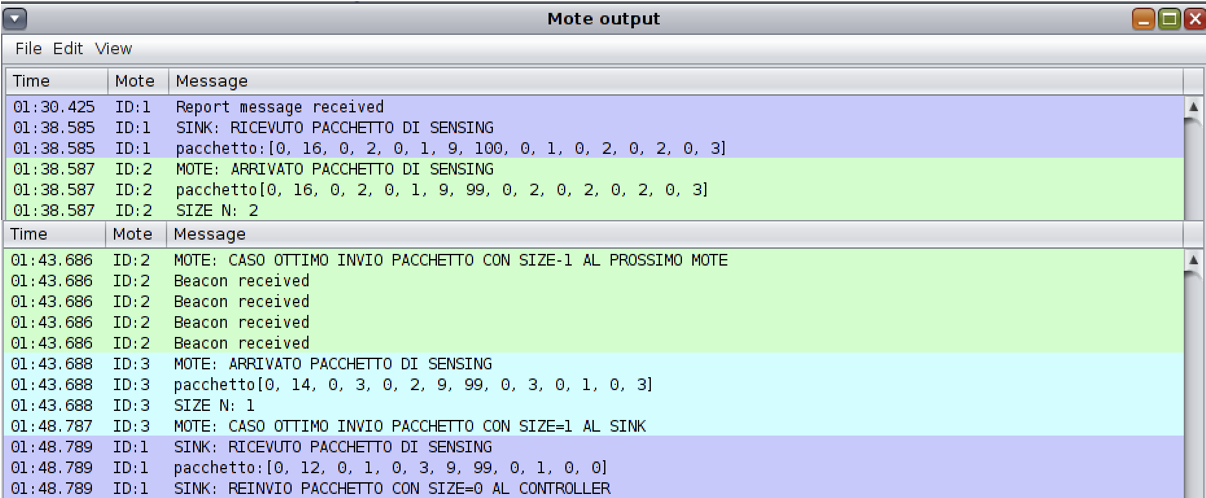 Mote output
File Edit View
Time Mote Message
01:30.425 ID:1 Report message received
01:38.585 ID:1 SINK: RICEVUTO PACCHETTO DI SENSING
01:38.585 ID:1 pacchetto:[0, 16, 0, 2, 0, 1, 9, 100, 0, 1, 0, 2, 0, 2, 0, 3]
01:38.587 ID:2 MOTE: ARRIVATO PACCHETTO DI SENSING
01:38.587 ID:2 pacchetto[0, 16, 0, 2, 0, 1, 9, 99, 0, 2, 0, 2, 0, 2, 0, 3]
01:38.587 ID:2 SIZE N: 2
Time Mote Message
01:43.686 ID:2 MOTE: CASO OTTIMO INVIO PACCHETTO CON SIZE-1 AL PROSSIMO MOTE
01:43.686 ID:2 Beacon received
01:43.686 ID:2 Beacon received
01:43.686 ID:2 Beacon received
01:43.686 ID:2 Beacon received
01:43.688 ID:3 MOTE: ARRIVATO PACCHETTO DI SENSING
01:43.688 ID:3 pacchetto[0, 14, 0, 3, 0, 2, 9, 99, 0, 3, 0, 1, 0, 3]
01:43.688 ID:3 SIZE N: 1
01:48.787 ID:3 MOTE: CASO OTTIMO INVIO PACCHETTO CON SIZE=1 AL SINK
01:48.789 ID:1 SINK: RICEVUTO PACCHETTO DI SENSING
01:48.789 ID:1 pacchetto:[0, 12, 0, 1, 0, 3, 9, 99, 0, 1, 0, 0]
01:48.789 ID:1 SINK: REINVIO PACCHETTO CON SIZE=0 AL CONTROLLER